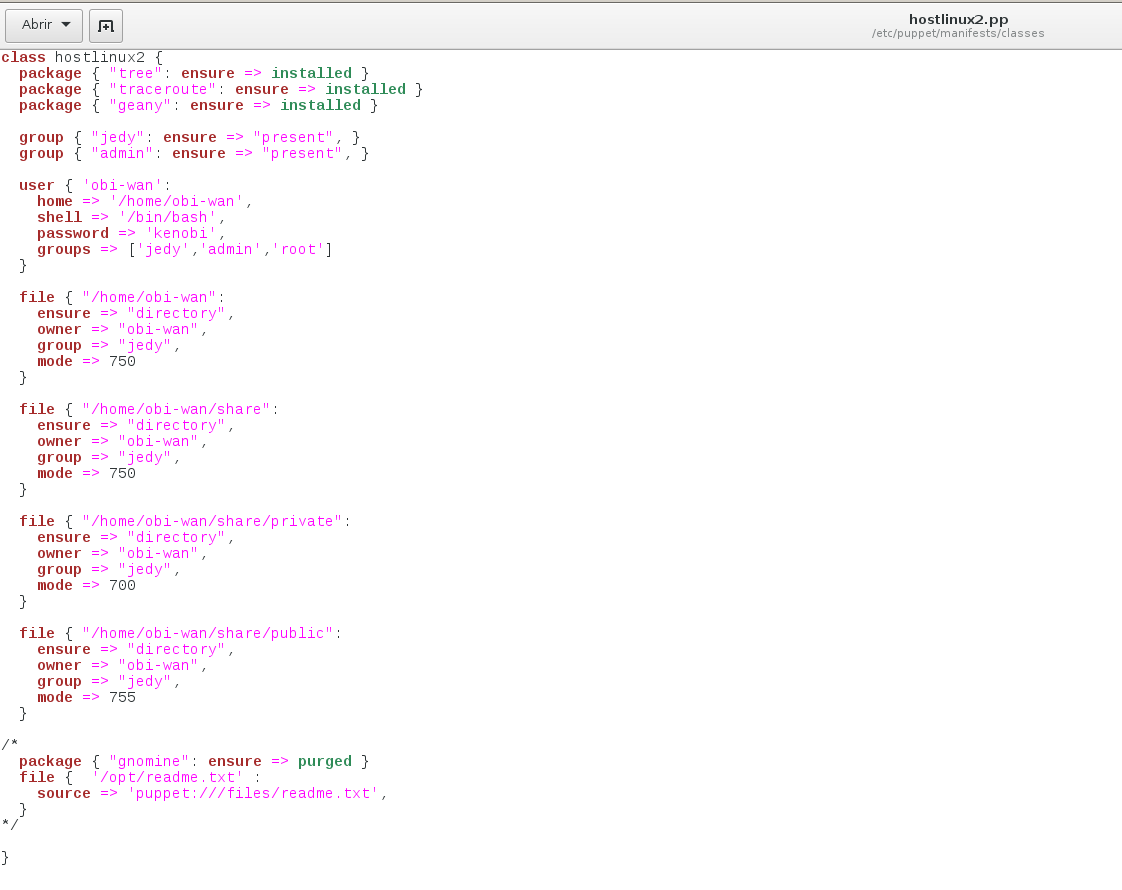 Abrir
hostlinux2.pp
/etc/puppet/manifests/classes
class hostlinux2 {
  package { "tree": ensure => installed }
  package { "traceroute": ensure => installed }
  package { "geany": ensure => installed }

  group { "jedy": ensure => "present", }
  group { "admin": ensure => "present", }

  user { 'obi-wan':
    home => '/home/obi-wan',
    shell => '/bin/bash',
    password => 'kenobi',
    groups => ['jedy','admin','root']
  }

  file { "/home/obi-wan":
    ensure => "directory",
    owner => "obi-wan",
    group => "jedy",
    mode => 750
  }

  file { "/home/obi-wan/share":
    ensure => "directory",
    owner => "obi-wan",
    group => "jedy",
    mode => 750
  }

  file { "/home/obi-wan/share/private":
    ensure => "directory",
    owner => "obi-wan",
    group => "jedy",
    mode => 700
  }

  file { "/home/obi-wan/share/public":
    ensure => "directory",
    owner => "obi-wan",
    group => "jedy",
    mode => 755
  }

/*
  package { "gnomine": ensure => purged }
  file {  '/opt/readme.txt' :
    source => 'puppet:///files/readme.txt',
  }
*/

}